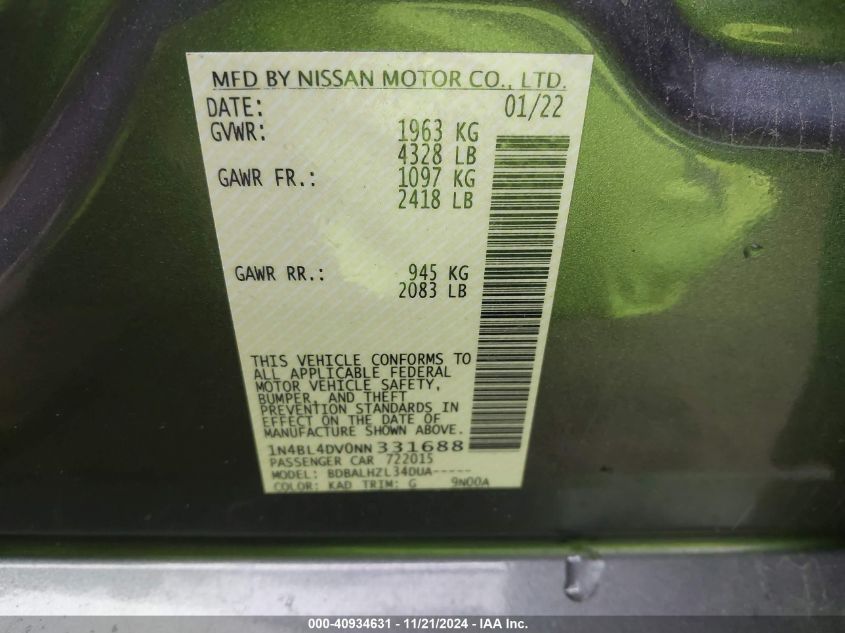 MFD BY NISSAN MOTOR CO., LTD.
DATE: 01/22
GVWR: 1963 KG
4328 LB
GAWR FR.: 1097 KG
2418 LB
GAWR RR.: 945 KG
2083 LB
THIS VEHICLE CONFORMS TO
ALL APPLICABLE FEDERAL
MOTOR VEHICLE SAFETY,
BUMPER, AND THEFT
PREVENTION STANDARDS IN
EFFECT ON THE DATE OF
MANUFACTURE SHOWN ABOVE.
1N4BL4DV0NN331688
PASSENGER CAR 722015
MODEL: BDBALHZL34DUA-----
COLOR: KAD TRIM: G 9N00A
000-40934631 - 11/21/2024 - IAA Inc.